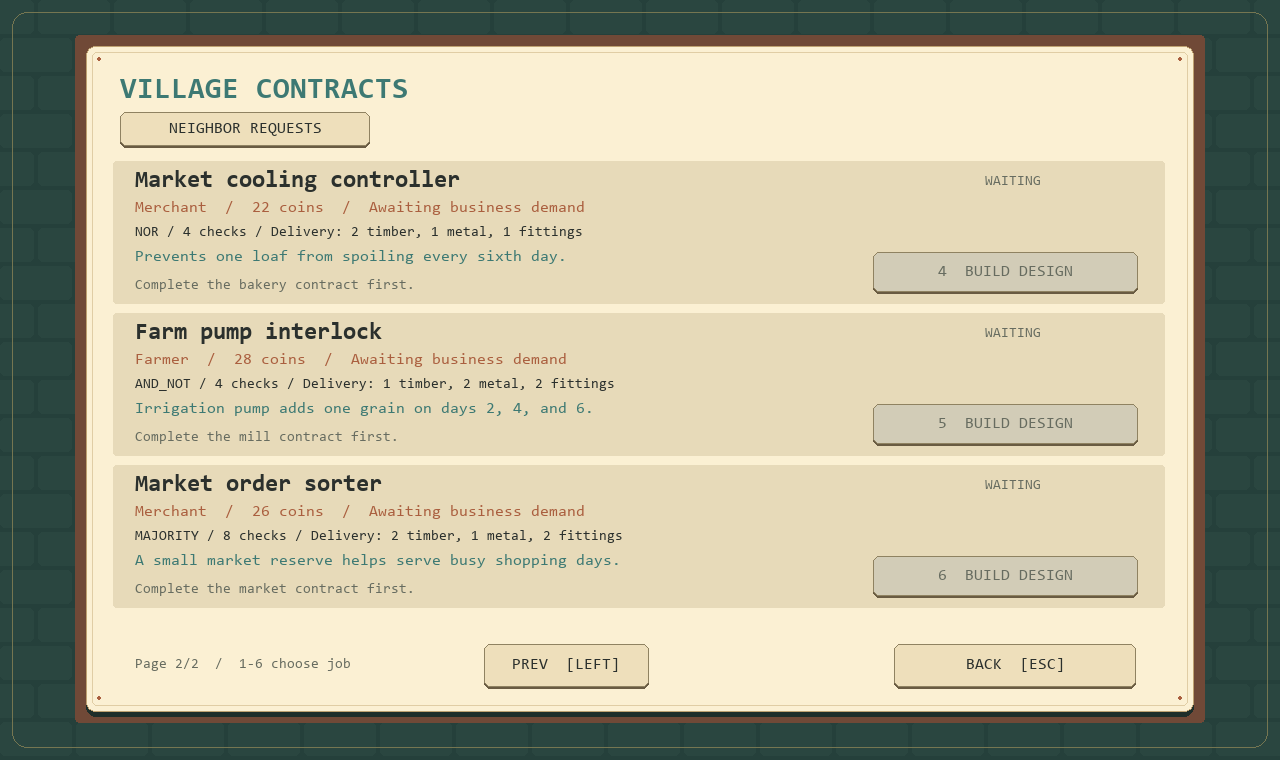 VILLAGE CONTRACTS
NEIGHBOR REQUESTS
Market cooling controller
WAITING
Merchant / 22 coins / Awaiting business demand
NOR / 4 checks / Delivery: 2 timber, 1 metal, 1 fittings
Prevents one loaf from spoiling every sixth day.
4 BUILD DESIGN
Complete the bakery contract first.
Farm pump interlock
WAITING
Farmer / 28 coins / Awaiting business demand
AND_NOT / 4 checks / Delivery: 1 timber, 2 metal, 2 fittings
Irrigation pump adds one grain on days 2, 4, and 6.
5 BUILD DESIGN
Complete the mill contract first.
Market order sorter
WAITING
Merchant / 26 coins / Awaiting business demand
MAJORITY / 8 checks / Delivery: 2 timber, 1 metal, 2 fittings
A small market reserve helps serve busy shopping days.
6 BUILD DESIGN
Complete the market contract first.
Page 2/2 / 1-6 choose job
PREV [LEFT]
BACK [ESC]